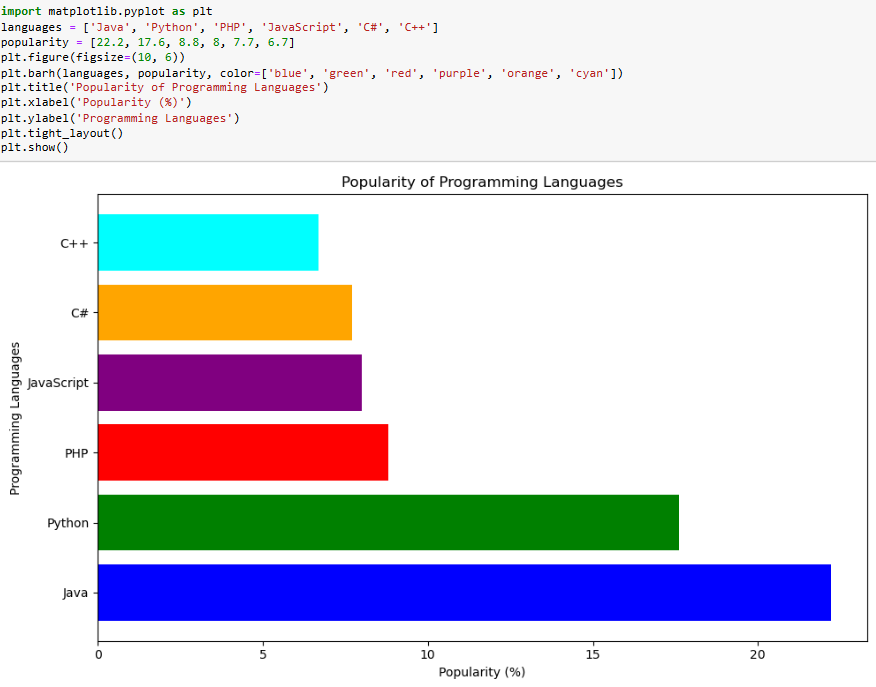 import matplotlib.pyplot as plt
languages = ['Java', 'Python', 'PHP', 'JavaScript', 'C#', 'C++']
popularity = [22.2, 17.6, 8.8, 8, 7.7, 6.7]
plt.figure(figsize=(10, 6))
plt.barh(languages, popularity, color=['blue', 'green', 'red', 'purple', 'orange', 'cyan'])
plt.title('Popularity of Programming Languages')
plt.xlabel('Popularity (%)')
plt.ylabel('Programming Languages')
plt.tight_layout()
plt.show()
Popularity of Programming Languages
Programming Languages
C++
C#
JavaScript
PHP
Python
Java
0 5 10 15 20
Popularity (%)